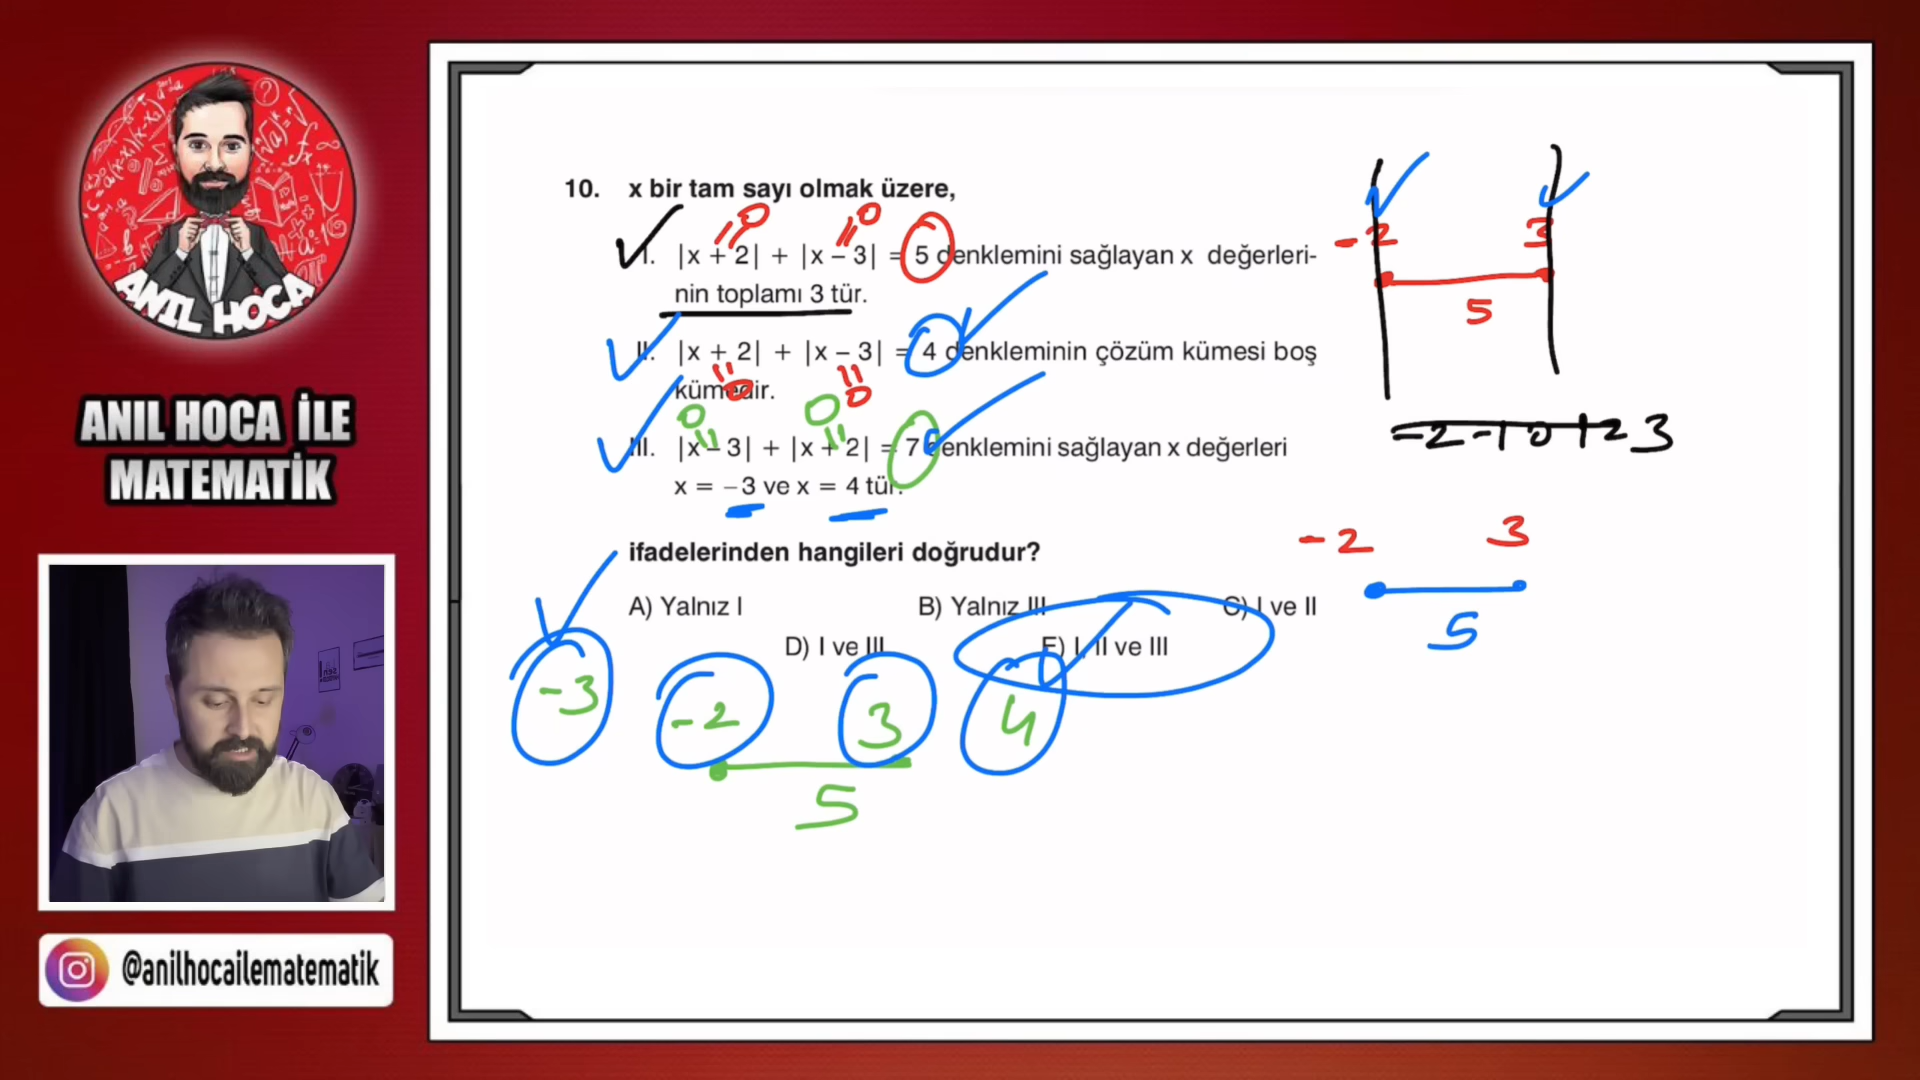 ANIL HOCA
ANIL HOCA İLE
MATEMATİK
@anilhocailematematik
10. x bir tam sayı olmak üzere,
I. |x + 2| + |x – 3| = 5 denklemini sağlayan x değerleri-
nin toplamı 3 tür.
II. |x + 2| + |x – 3| = 4 denkleminin çözüm kümesi boş
kümedir.
III. |x – 3| + |x + 2| = 7 denklemini sağlayan x değerleri
x = –3 ve x = 4 tür.
ifadelerinden hangileri doğrudur?
A) Yalnız I B) Yalnız III C) I ve II
D) I ve III E) I, II ve III
-3 -2 3 4
5
-2 3
5
-2 -1 0 1 2 3
-2 3
5